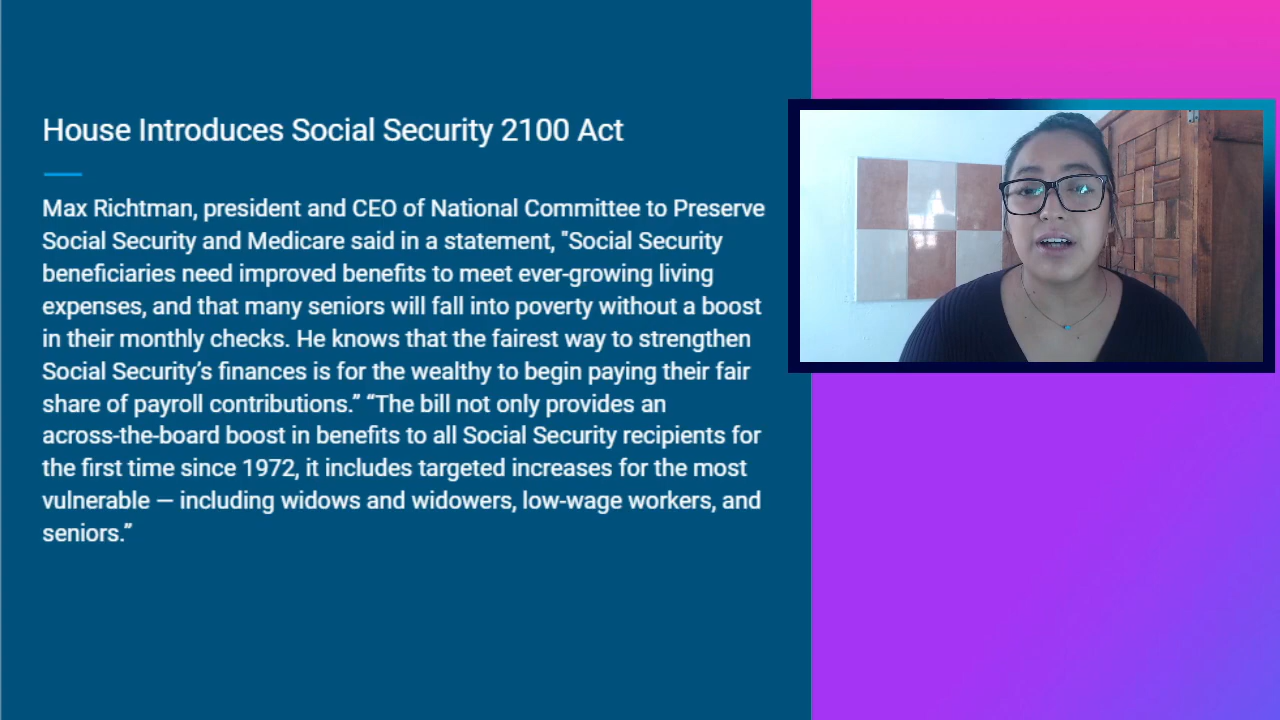 House Introduces Social Security 2100 Act
Max Richtman, president and CEO of National Committee to Preserve
Social Security and Medicare said in a statement, "Social Security
beneficiaries need improved benefits to meet ever-growing living
expenses, and that many seniors will fall into poverty without a boost
in their monthly checks. He knows that the fairest way to strengthen
Social Security’s finances is for the wealthy to begin paying their fair
share of payroll contributions.” “The bill not only provides an
across-the-board boost in benefits to all Social Security recipients for
the first time since 1972, it includes targeted increases for the most
vulnerable — including widows and widowers, low-wage workers, and
seniors.”